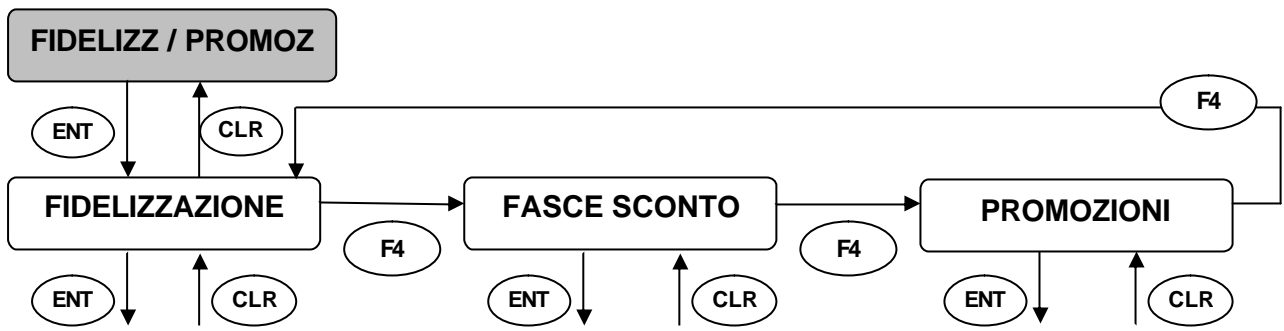 FIDELIZZ / PROMOZ
F4
ENT
CLR
FIDELIZZAZIONE
FASCE SCONTO
PROMOZIONI
F4
F4
ENT
CLR
ENT
CLR
ENT
CLR